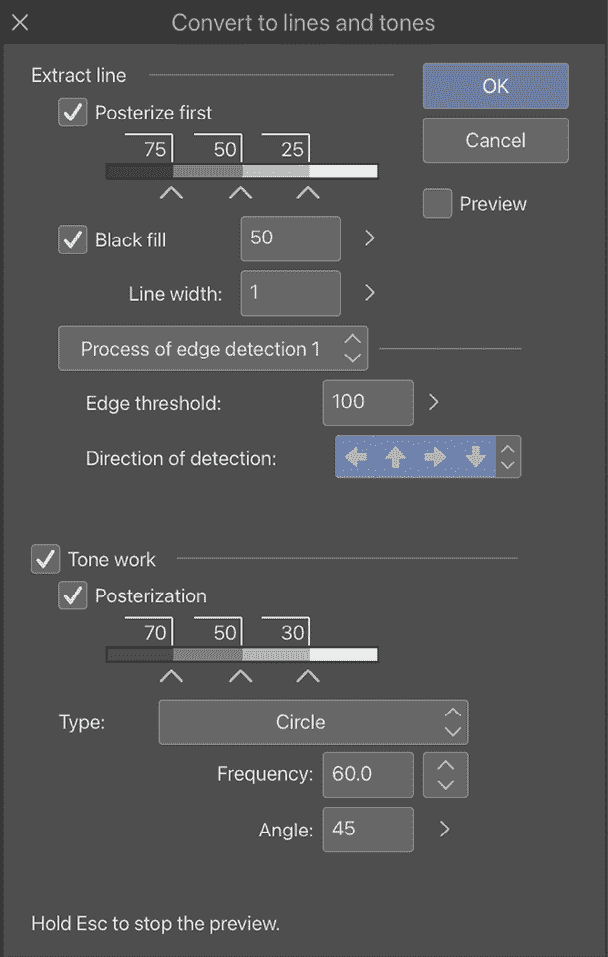 Convert to lines and tones
Extract line
OK
Posterize first
75 50 25
Cancel
Preview
Black fill 50
Line width: 1
Process of edge detection 1
Edge threshold: 100
Direction of detection:
Tone work
Posterization
70 50 30
Type: Circle
Frequency: 60.0
Angle: 45
Hold Esc to stop the preview.